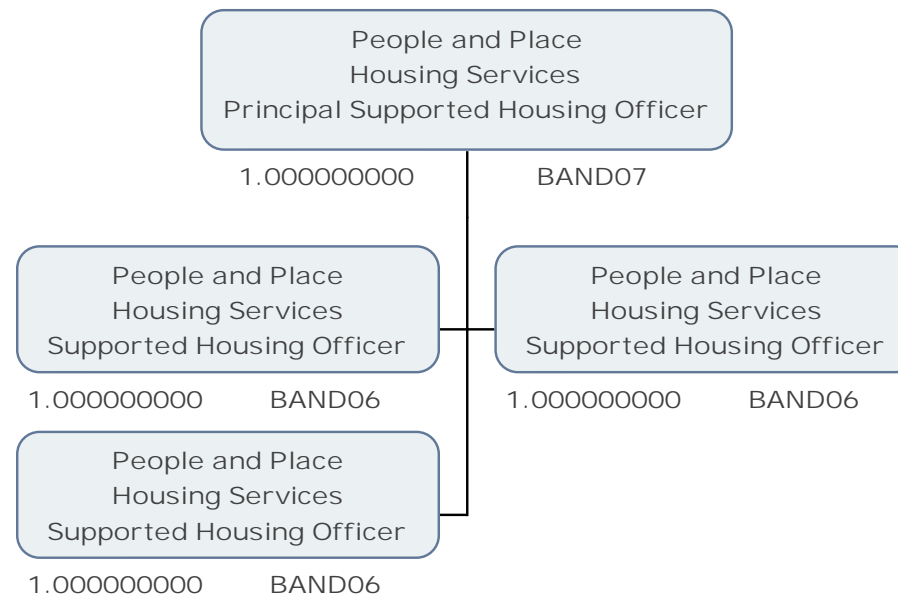 People and Place
Housing Services
Principal Supported Housing Officer
1.000000000 BAND07
People and Place
Housing Services
Supported Housing Officer
1.000000000 BAND06
People and Place
Housing Services
Supported Housing Officer
1.000000000 BAND06
People and Place
Housing Services
Supported Housing Officer
1.000000000 BAND06